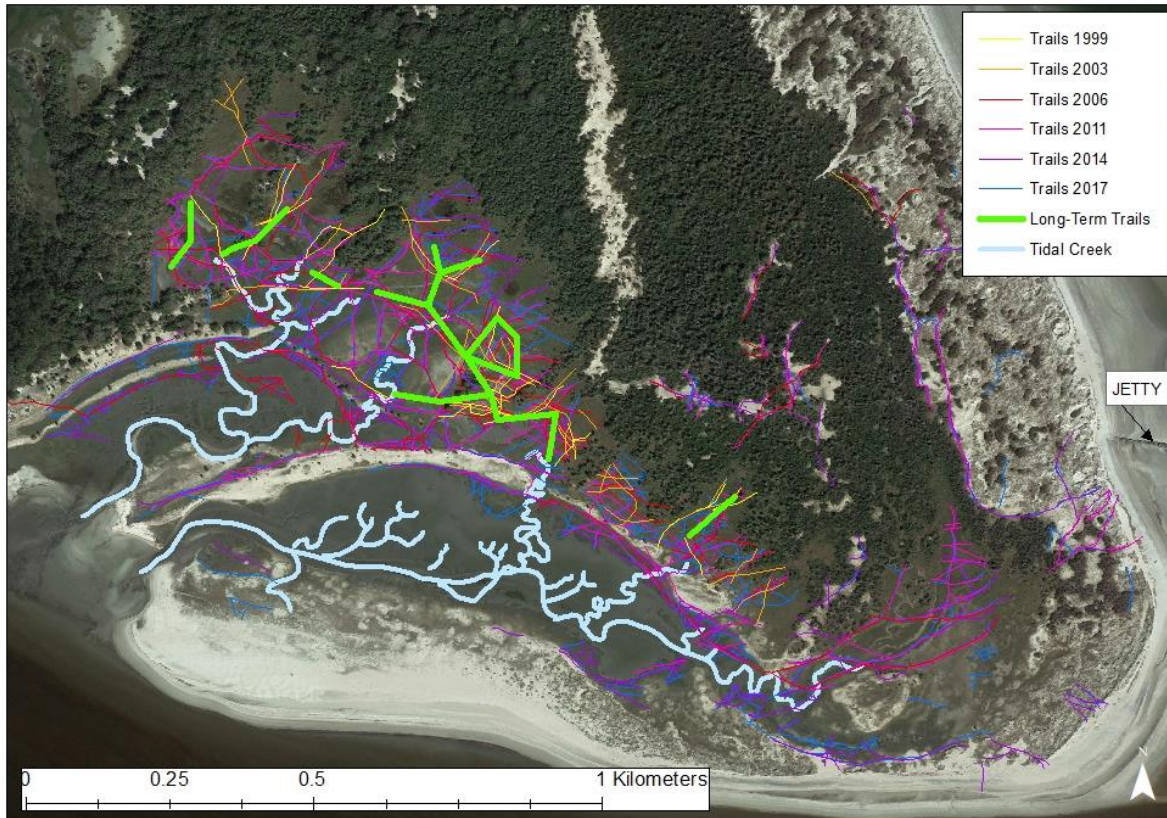 Trails 1999
Trails 2003
Trails 2006
Trails 2011
Trails 2014
Trails 2017
Long-Term Trails
Tidal Creek
JETTY
N
0 0.25 0.5 1 Kilometers